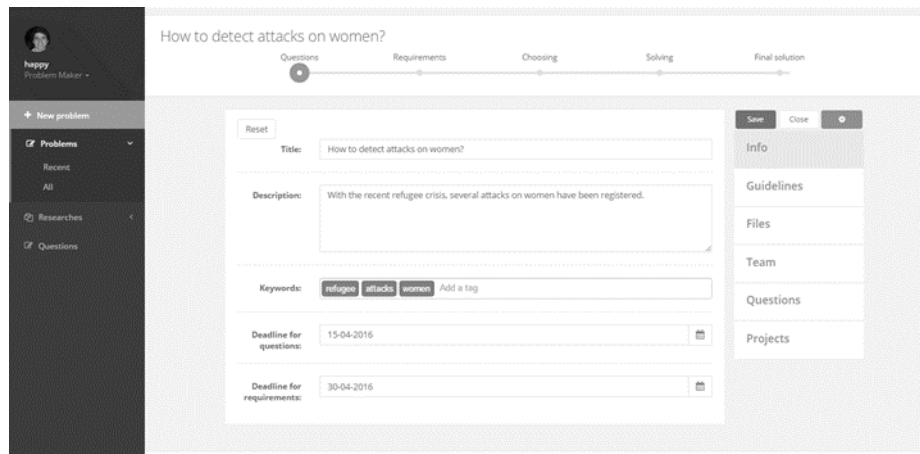 How to detect attacks on women?
Questions Requirements Choosing Solving Final solution
happy
Problem Maker
+ New problem
Problems
Recent
All
Researches
Questions
Reset
Title: How to detect attacks on women?
Description: With the recent refugee crisis, several attacks on women have been registered.
Keywords: refugee attacks women Add a tag
Deadline for
questions: 15-04-2016
Deadline for
requirements: 30-04-2016
Save Close
Info
Guidelines
Files
Team
Questions
Projects